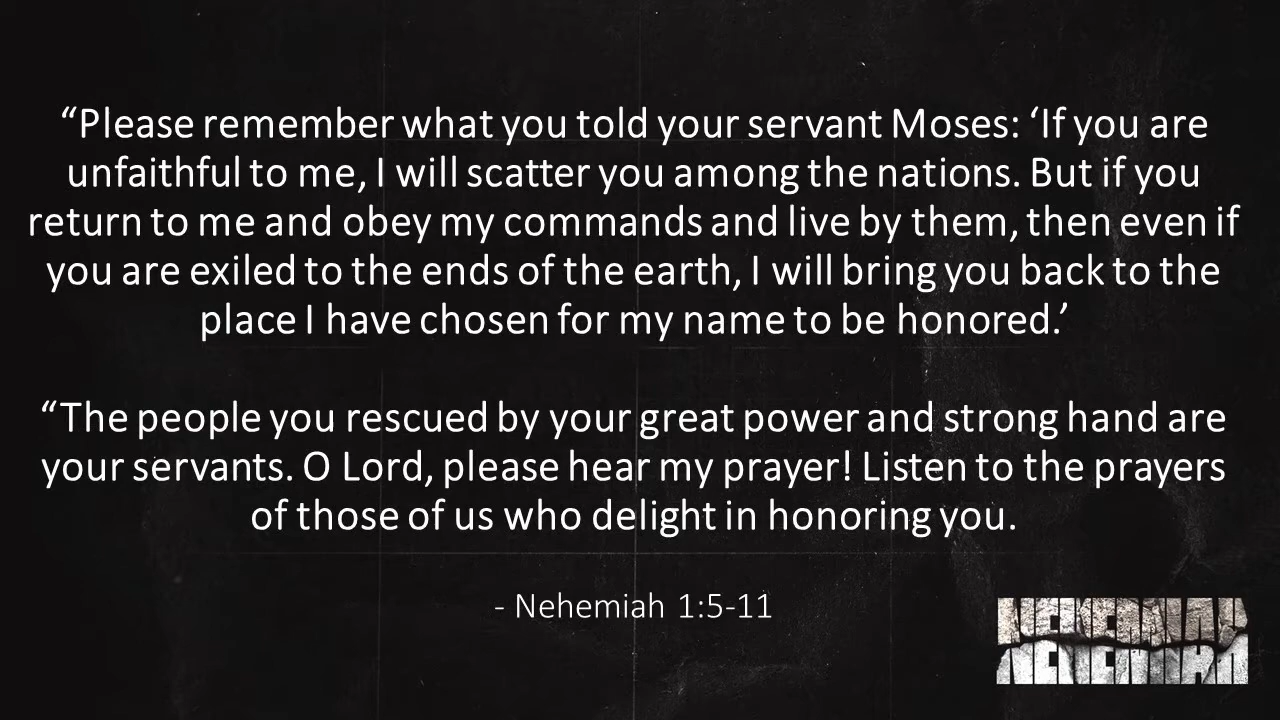 “Please remember what you told your servant Moses: ‘If you are
unfaithful to me, I will scatter you among the nations. But if you
return to me and obey my commands and live by them, then even if
you are exiled to the ends of the earth, I will bring you back to the
place I have chosen for my name to be honored.’
“The people you rescued by your great power and strong hand are
your servants. O Lord, please hear my prayer! Listen to the prayers
of those of us who delight in honoring you.
- Nehemiah 1:5-11
NEHEMIAH